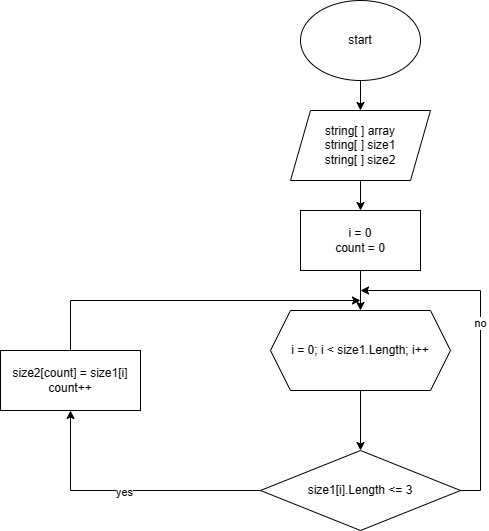 start
string[ ] array
string[ ] size1
string[ ] size2
i = 0
count = 0
no
i = 0; i < size1.Length; i++
size2[count] = size1[i]
count++
size1[i].Length <= 3
yes